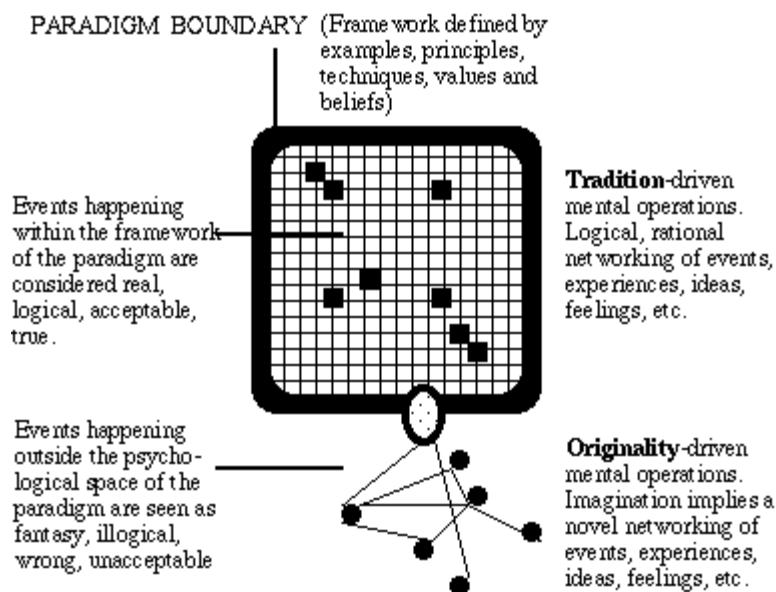 PARADIGM BOUNDARY (Framework defined by
examples, principles,
techniques, values and
beliefs)
Events happening
within the framework
of the paradigm are
considered real,
logical, acceptable,
true.
Tradition-driven
mental operations.
Logical, rational
networking of events,
experiences, ideas,
feelings, etc.
Events happening
outside the psycho-
logical space of the
paradigm are seen as
fantasy, illogical,
wrong, unacceptable
Originality-driven
mental operations.
Imagination implies a
novel networking of
events, experiences,
ideas, feelings, etc.